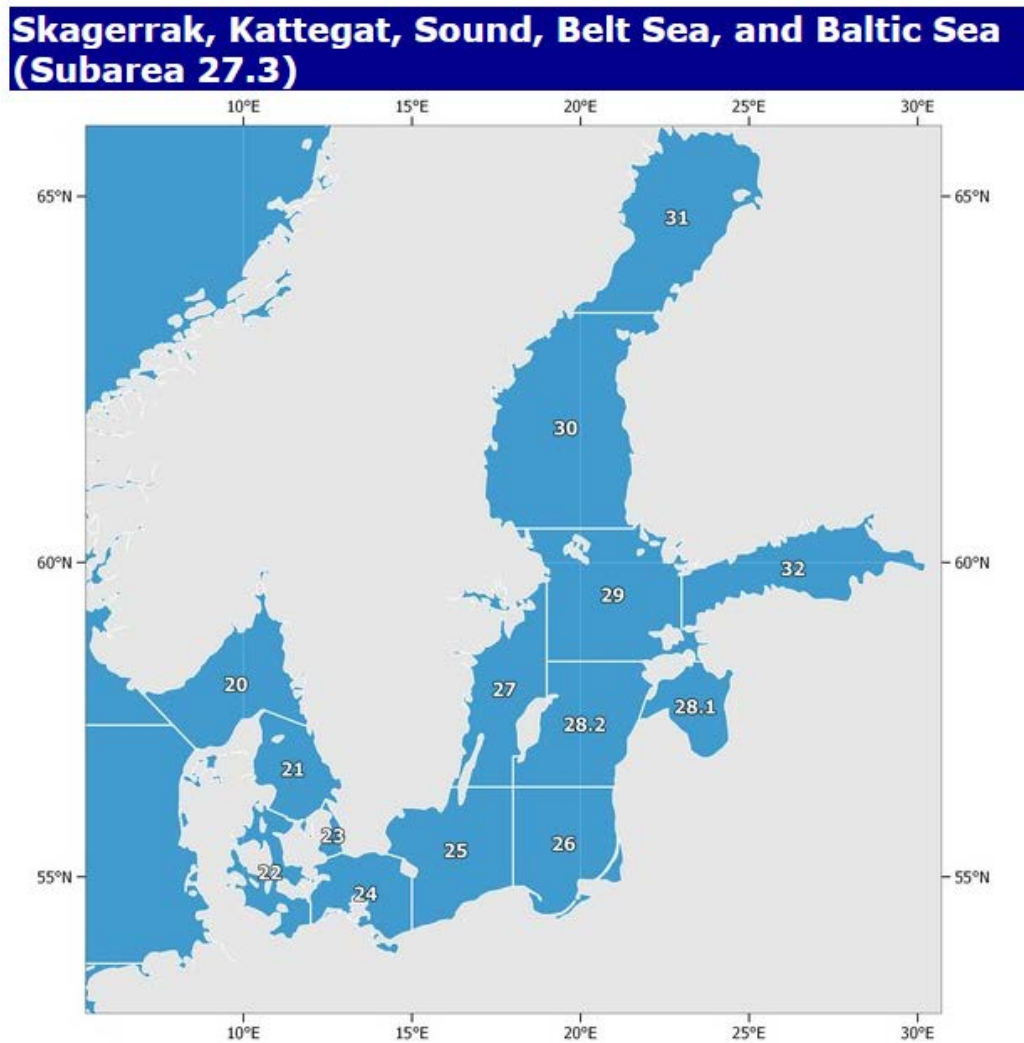 Skagerrak, Kattegat, Sound, Belt Sea, and Baltic Sea
(Subarea 27.3)
10°E 15°E 20°E 25°E 30°E
65°N 65°N
31
30
60°N 60°N
32
29
20
27
28.1
28.2
21
23
26
25
22
55°N 55°N
24
10°E 15°E 20°E 25°E 30°E